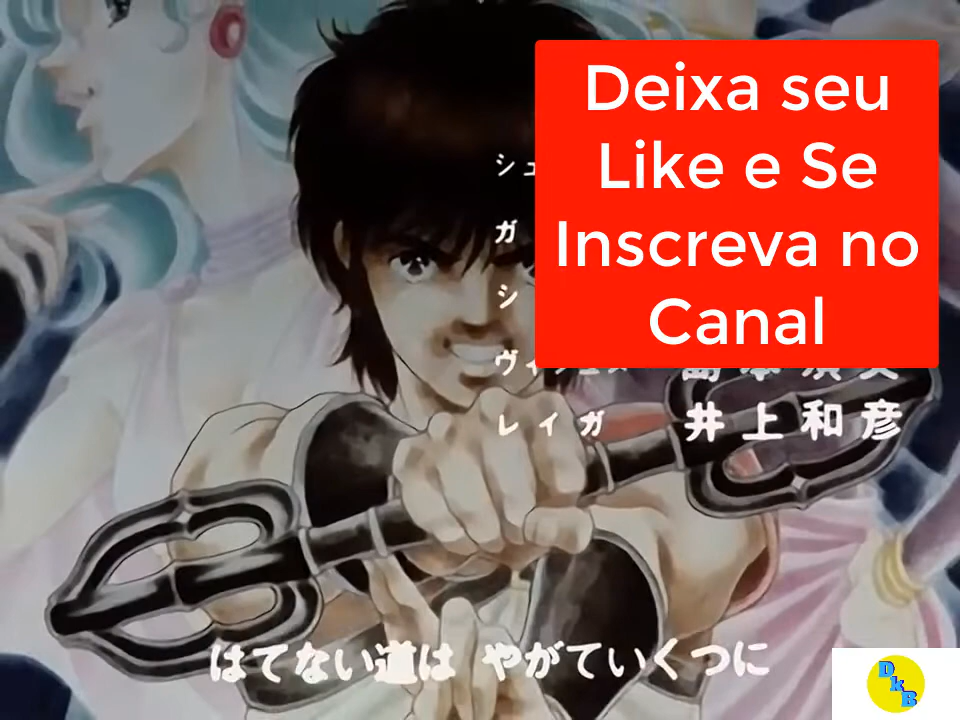 Deixa seu
Like e Se
Inscreva no
Canal
シュ
ガ
シ
レイガ 井上和彦
はてない道は やがていくつに
DkB